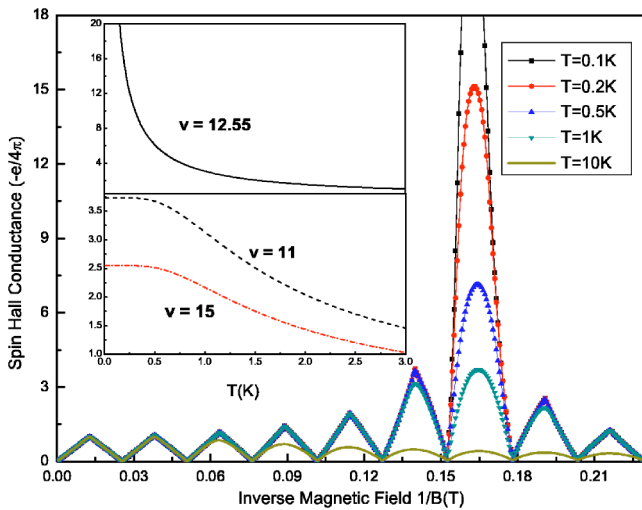 Spin Hall Conductance (-e/4π)
18
15
12
9
6
3
0
20
16
12
8
4
v = 12.55
3.5
3.0
2.5
2.0
1.5
1.0
v = 11
v = 15
0.0 0.5 1.0 1.5 2.0 2.5 3.0
T(K)
T=0.1K
T=0.2K
T=0.5K
T=1K
T=10K
0.00 0.03 0.06 0.09 0.12 0.15 0.18 0.21
Inverse Magnetic Field 1/B(T)